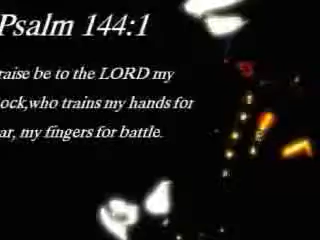 Psalm 144:1
raise be to the LORD my
ock,who trains my hands for
ar, my fingers for battle.